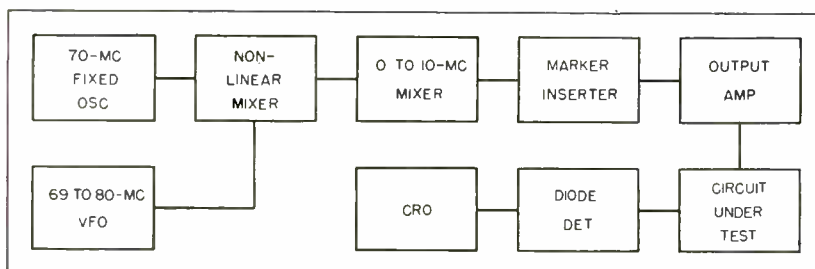 70-MC
FIXED
OSC
NON-
LINEAR
MIXER
0 TO 10-MC
MIXER
MARKER
INSERTER
OUTPUT
AMP
69 TO 80-MC
VFO
CRO
DIODE
DET
CIRCUIT
UNDER
TEST